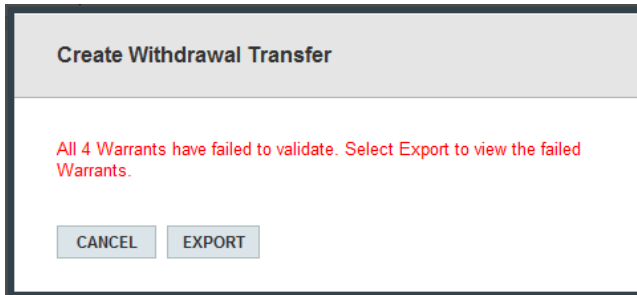 Create Withdrawal Transfer
All 4 Warrants have failed to validate. Select Export to view the failed
Warrants.
CANCEL EXPORT